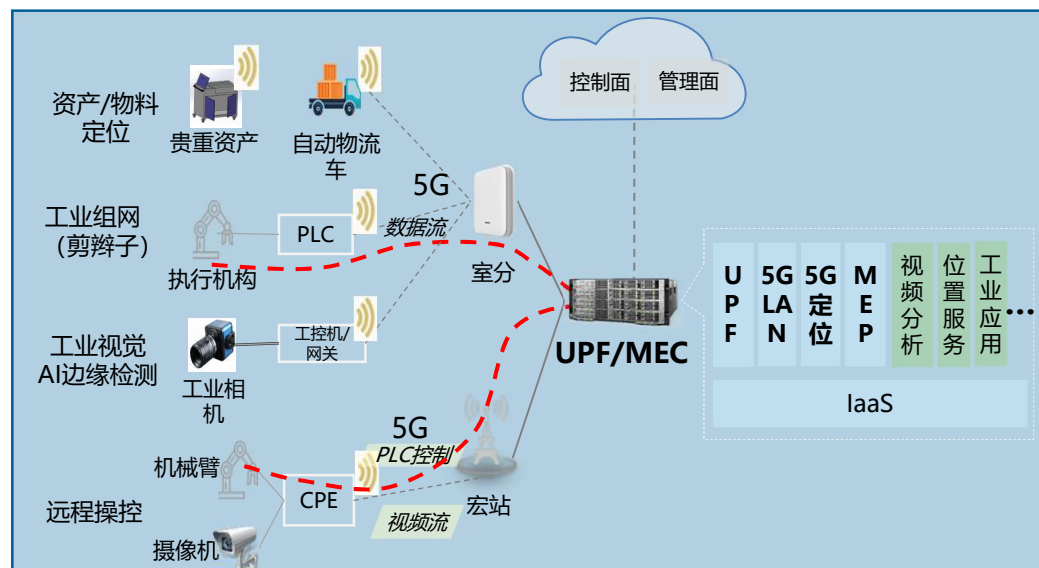 控制面
管理面
资产/物料
定位
贵重资产
自动物流
车
5G
工业组网
（剪辫子）
PLC
数据流
执行机构
室分
工业视觉
AI边缘检测
工控机/
网关
工业相
机
UPF/MEC
UPF
5G
LAN
5G
定位
MEP
视频分析
位置服务
工业应用
...
IaaS
5G
PLC控制
机械臂
CPE
宏站
远程操控
视频流
摄像机